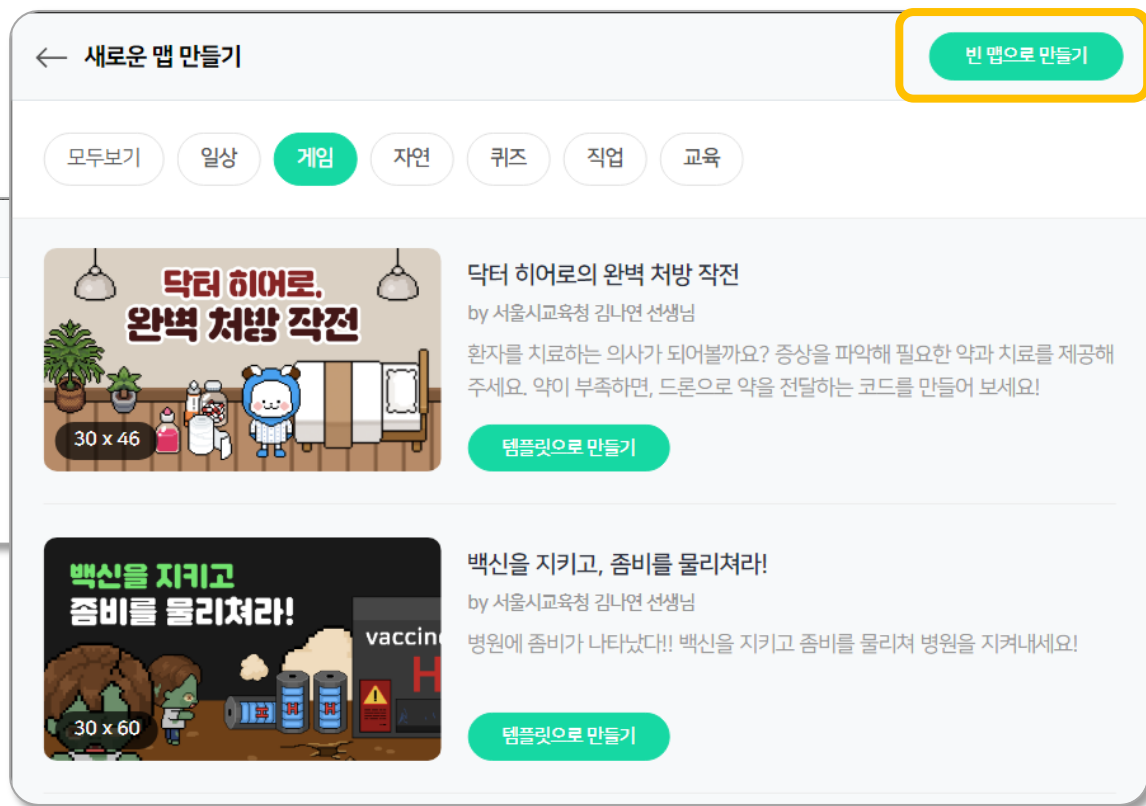 새로운 맵 만들기
빈 맵으로 만들기
모두보기 일상 게임 자연 퀴즈 직업 교육
닥터 히어로,
완벽 처방 작전
30 x 46
닥터 히어로의 완벽 처방 작전
by 서울시교육청 김나연 선생님
환자를 치료하는 의사가 되어볼까요? 증상을 파악해 필요한 약과 치료를 제공해
주세요. 약이 부족하면, 드론으로 약을 전달하는 코드를 만들어 보세요!
템플릿으로 만들기
백신을 지키고
좀비를 물리쳐라!
vaccine
H
30 x 60
백신을 지키고, 좀비를 물리쳐라!
by 서울시교육청 김나연 선생님
병원에 좀비가 나타났다!! 백신을 지키고 좀비를 물리쳐 병원을 지켜내세요!
템플릿으로 만들기